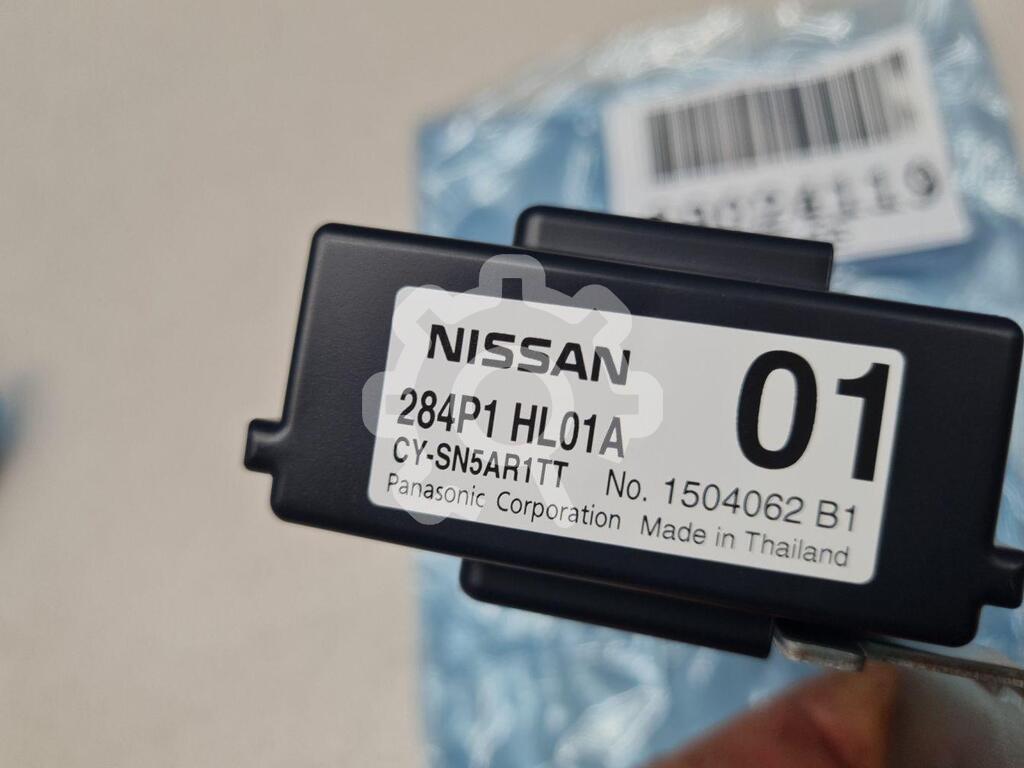 NISSAN
01
284P1 HL01A
CY-SN5AR1TT
No. 1504062 B1
Panasonic Corporation
Made in Thailand